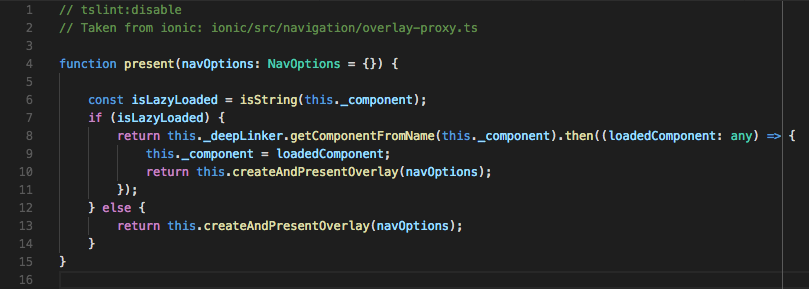 1 // tslint:disable
2 // Taken from ionic: ionic/src/navigation/overlay-proxy.ts
3
4 function present(navOptions: NavOptions = {}) {
5
6     const isLazyLoaded = isString(this._component);
7     if (isLazyLoaded) {
8         return this._deepLinker.getComponentFromName(this._component).then((loadedComponent: any) => {
9             this._component = loadedComponent;
10             return this.createAndPresentOverlay(navOptions);
11         });
12     } else {
13         return this.createAndPresentOverlay(navOptions);
14     }
15 }
16